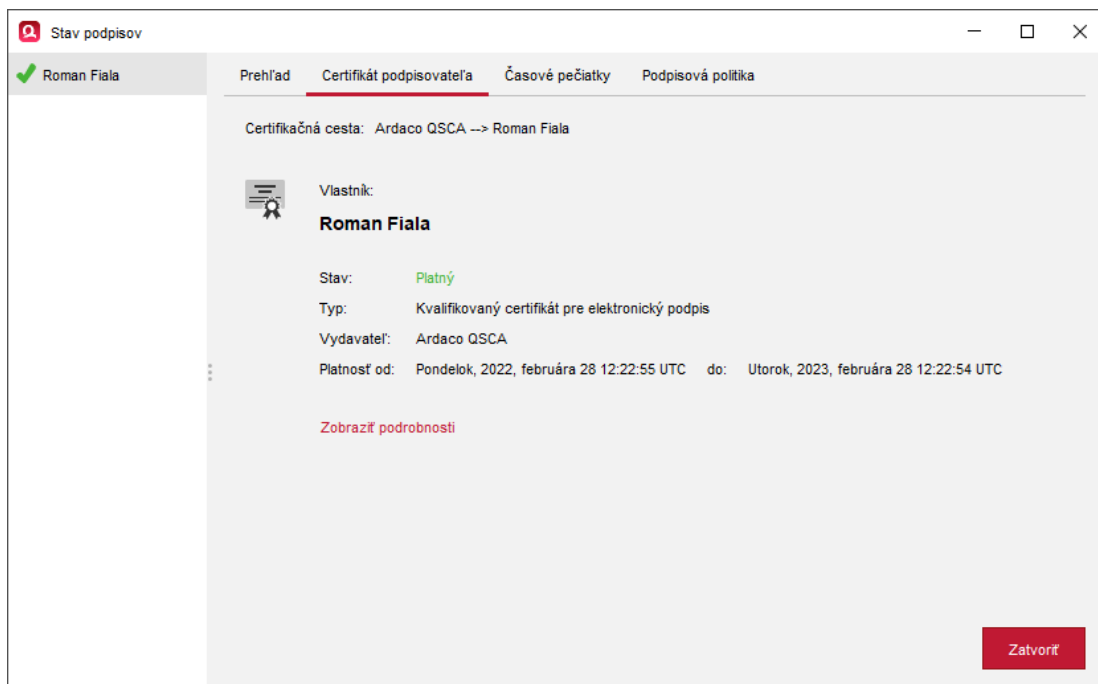 Stav podpisov
Roman Fiala
Prehľad Certifikát podpisovateľa Časové pečiatky Podpisová politika
Certifikačná cesta: Ardaco QSCA --> Roman Fiala
Vlastník:
Roman Fiala
Stav: Platný
Typ: Kvalifikovaný certifikát pre elektronický podpis
Vydavateľ: Ardaco QSCA
Platnosť od: Pondelok, 2022, februára 28 12:22:55 UTC do: Utorok, 2023, februára 28 12:22:54 UTC
Zobraziť podrobnosti
Zatvoriť